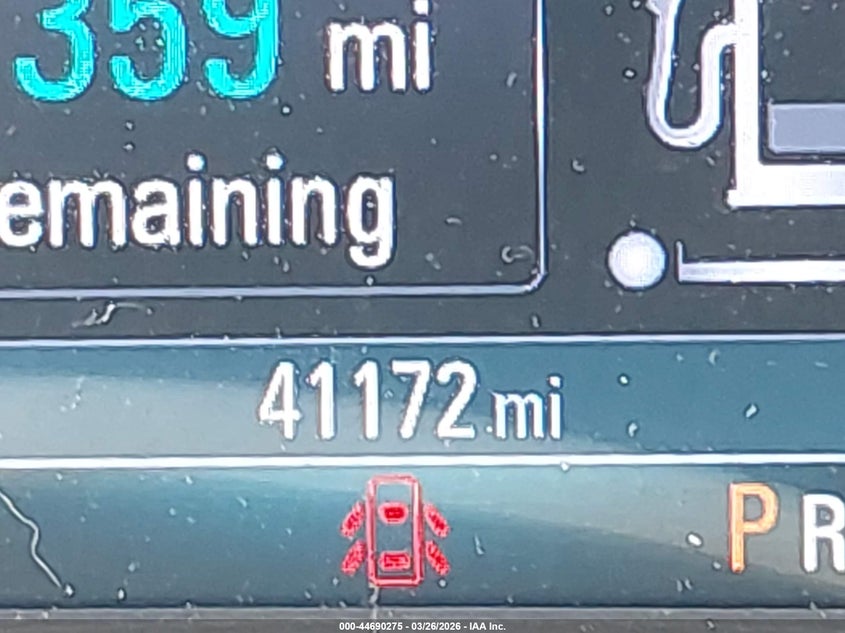 359 mi
emaining
41172 mi
P R
000-44690275 - 03/26/2026 - IAA Inc.